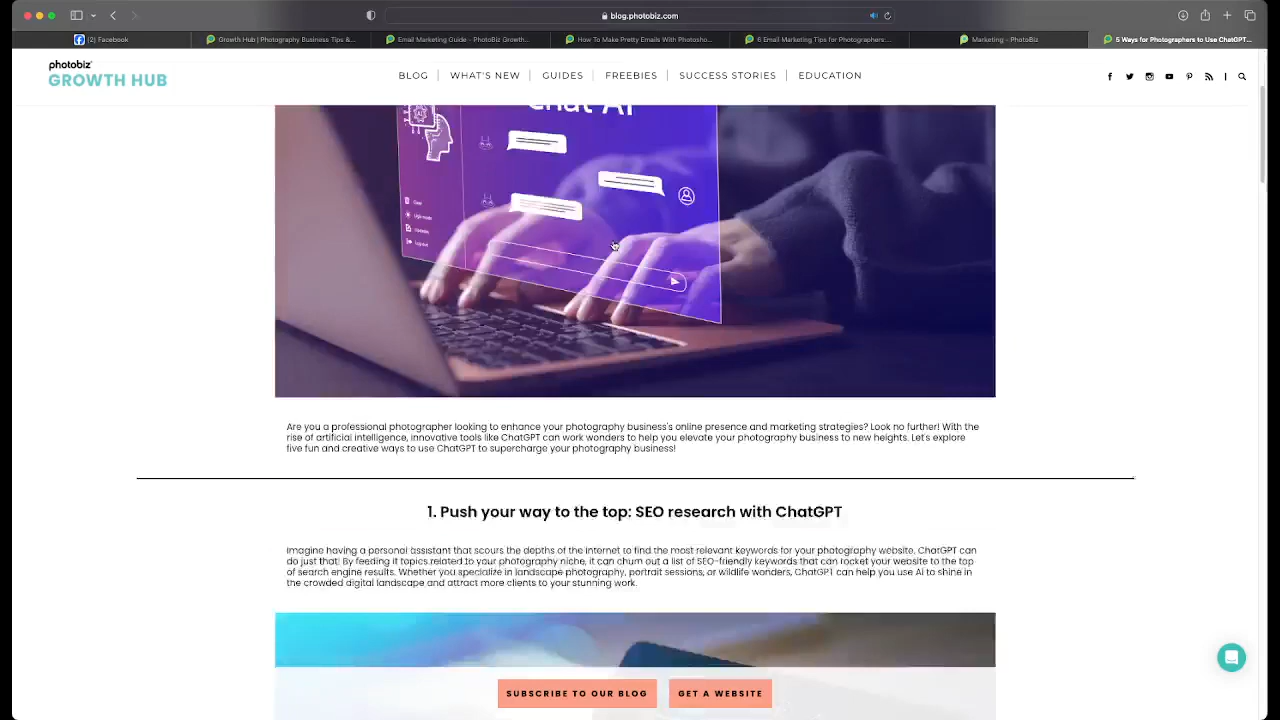 blog.photobiz.com
(2) Facebook
Growth Hub | Photography Business Tips &...
Email Marketing Guide - PhotoBiz Growth...
How To Make Pretty Emails With Photosho...
6 Email Marketing Tips for Photographers:...
Marketing - PhotoBiz
5 Ways for Photographers to Use ChatGPT...
photobiz
GROWTH HUB
BLOG
WHAT'S NEW
GUIDES
FREEBIES
SUCCESS STORIES
EDUCATION
Chat AI
Are you a professional photographer looking to enhance your photography business's online presence and marketing strategies? Look no further! With the
rise of artificial intelligence, innovative tools like ChatGPT can work wonders to help you elevate your photography business to new heights. Let's explore
five fun and creative ways to use ChatGPT to supercharge your photography business!
1. Push your way to the top: SEO research with ChatGPT
Imagine having a personal assistant that scours the depths of the internet to find the most relevant keywords for your photography website. ChatGPT can
do just that! By feeding it topics related to your photography niche, it can churn out a list of SEO-friendly keywords that can rocket your website to the top
of search engine results. Whether you specialize in landscape photography, portrait sessions, or wildlife wonders, ChatGPT can help you use AI to shine in
the crowded digital landscape and attract more clients to your stunning work.
SUBSCRIBE TO OUR BLOG
GET A WEBSITE